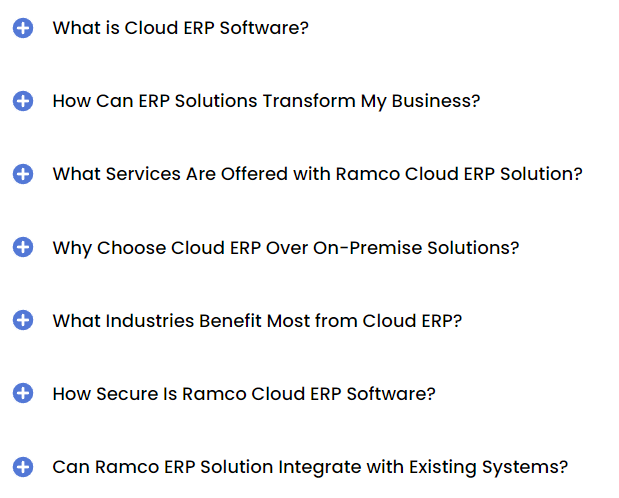 What is Cloud ERP Software?
How Can ERP Solutions Transform My Business?
What Services Are Offered with Ramco Cloud ERP Solution?
Why Choose Cloud ERP Over On-Premise Solutions?
What Industries Benefit Most from Cloud ERP?
How Secure Is Ramco Cloud ERP Software?
Can Ramco ERP Solution Integrate with Existing Systems?